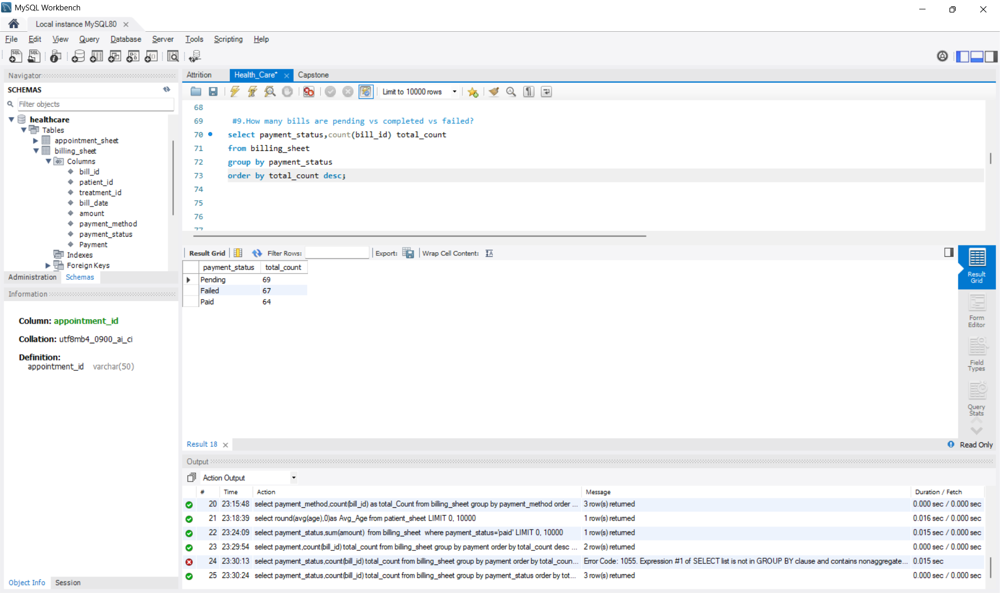 MySQL Workbench
Local instance MySQL80
File Edit View Query Database Server Tools Scripting Help
Navigator
SCHEMAS
Filter objects
healthcare
Tables
appointment_sheet
billing_sheet
Columns
bill_id
patient_id
treatment_id
bill_date
amount
payment_method
payment_status
Payment
Indexes
Foreign Keys
Administration Schemas
Information
Column: appointment_id
Collation: utf8mb4_0900_ai_ci
Definition:
appointment_id varchar(50)
Object Info Session
Attrition Health_Care* Capstone
Limit to 10000 rows
68
69 #9.How many bills are pending vs completed vs failed?
70 select payment_status,count(bill_id) total_count
71 from billing_sheet
72 group by payment_status
73 order by total_count desc;
74
75
76
77
Result Grid Filter Rows: Export: Wrap Cell Content:
payment_status total_count
Pending 69
Failed 67
Paid 64
Result
Grid
Form
Editor
Field
Types
Query
Stats
Result 18
Read Only
Output
Action Output
# Time Action Message Duration / Fetch
20 23:15:48 select payment_method,count(bill_id) as total_Count from billing_sheet group by payment_method order ... 3 row(s) returned 0.000 sec / 0.000 sec
21 23:18:39 select round(avg(age),0)as Avg_Age from patient_sheet LIMIT 0, 10000 1 row(s) returned 0.016 sec / 0.000 sec
22 23:24:09 select payment_status,sum(amount) from billing_sheet where payment_status='paid' LIMIT 0, 10000 1 row(s) returned 0.015 sec / 0.000 sec
23 23:29:54 select payment,count(bill_id) total_count from billing_sheet group by payment order by total_count desc ... 2 row(s) returned 0.000 sec / 0.000 sec
24 23:30:13 select payment_status,count(bill_id) total_count from billing_sheet group by payment order by total_coun... Error Code: 1055. Expression #1 of SELECT list is not in GROUP BY clause and contains nonaggregate... 0.015 sec
25 23:30:24 select payment_status,count(bill_id) total_count from billing_sheet group by payment_status order by tot... 3 row(s) returned 0.000 sec / 0.000 sec